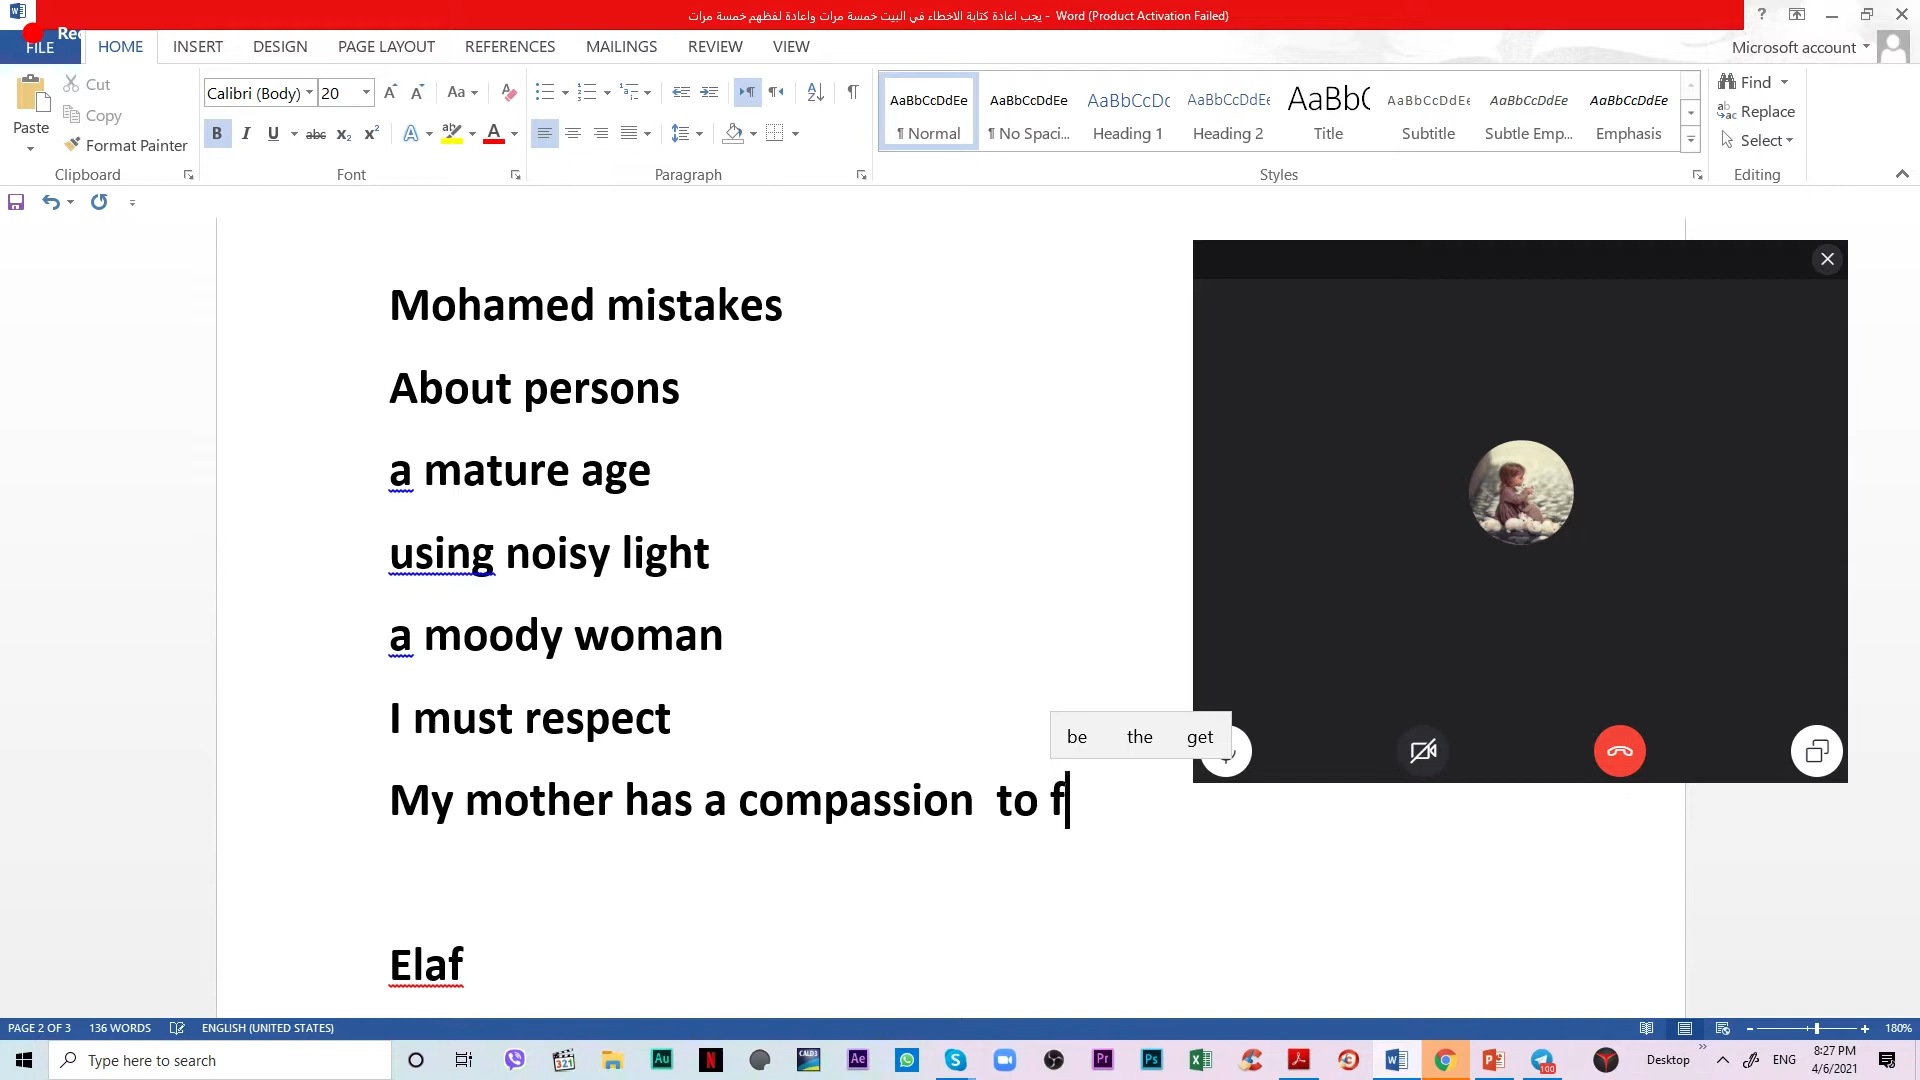 يجب اعادة كتابة الاخطاء في البيت خمسة مرات واعادة لفظهم خمسة مرات - Word (Product Activation Failed)
Rec
FILE HOME INSERT DESIGN PAGE LAYOUT REFERENCES MAILINGS REVIEW VIEW
Microsoft account
Paste
Cut
Copy
Format Painter
Clipboard
Calibri (Body) 20
Font
Paragraph
AaBbCcDdEe AaBbCcDdEe AaBbCcDc AaBbCcDdEe AaBb( AaBbCcDdEe AaBbCcDdEe AaBbCcDdEe
¶ Normal ¶ No Spaci... Heading 1 Heading 2 Title Subtitle Subtle Emp... Emphasis
Styles
Find
Replace
Select
Editing
Mohamed mistakes
About persons
a mature age
using noisy light
a moody woman
I must respect
be the get
My mother has a compassion  to f
Elaf
PAGE 2 OF 3 136 WORDS ENGLISH (UNITED STATES) 180%
Type here to search
Desktop ENG
8:27 PM
4/6/2021